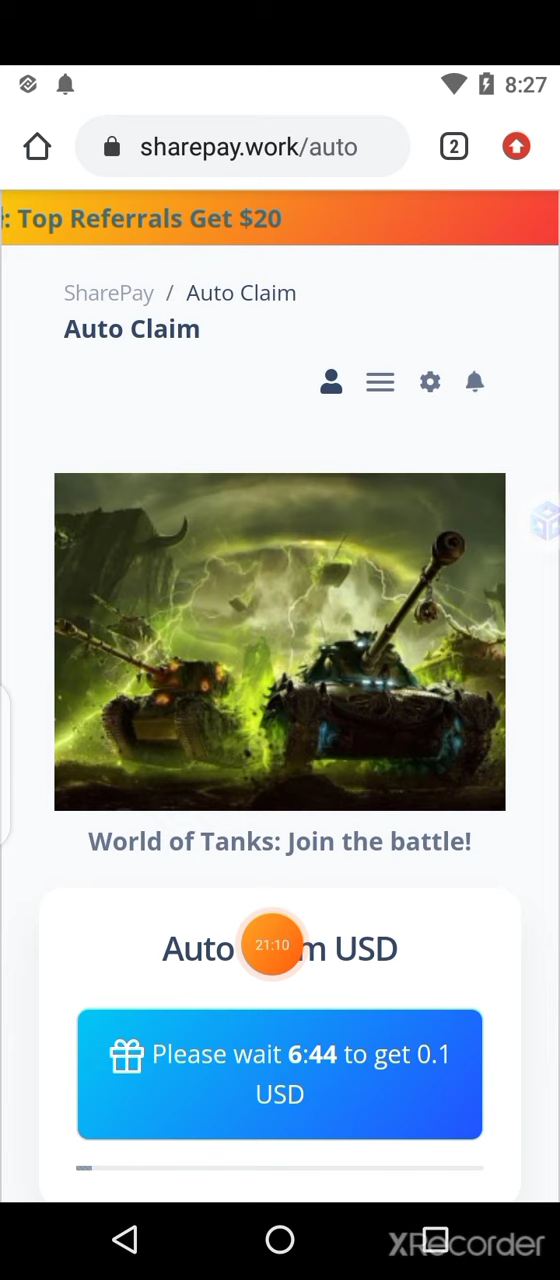 8:27
sharepay.work/auto
2
: Top Referrals Get $20
SharePay / Auto Claim
Auto Claim
World of Tanks: Join the battle!
Auto m USD
21:10
Please wait 6:44 to get 0.1
USD
XRecorder